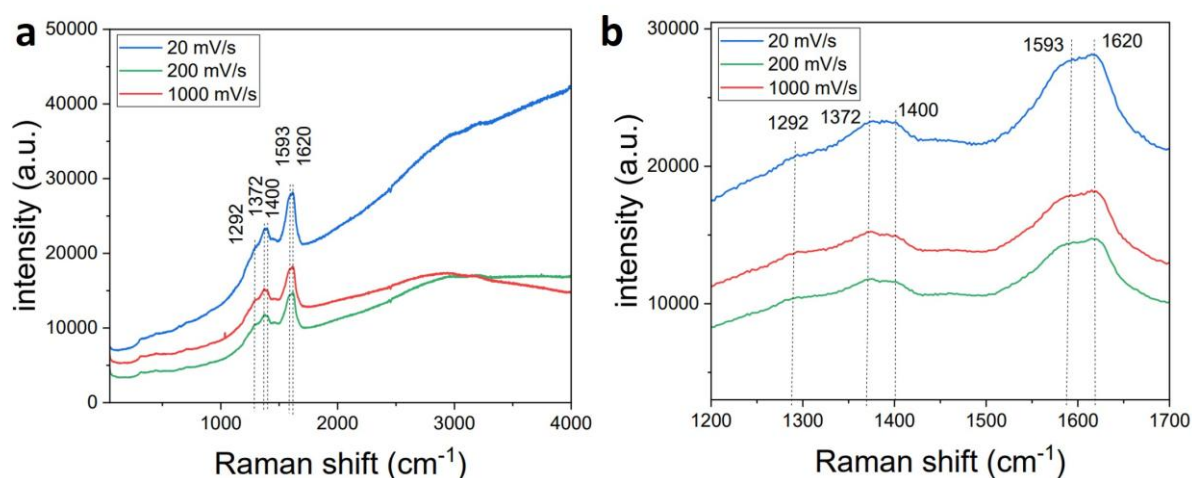 a
50000
40000
30000
20000
10000
0
intensity (a.u.)
20 mV/s
200 mV/s
1000 mV/s
1292
1372
1400
1593
1620
1000
2000
3000
4000
Raman shift (cm⁻¹)
b
30000
20000
10000
intensity (a.u.)
20 mV/s
200 mV/s
1000 mV/s
1292
1372
1400
1593
1620
1200
1300
1400
1500
1600
1700
Raman shift (cm⁻¹)